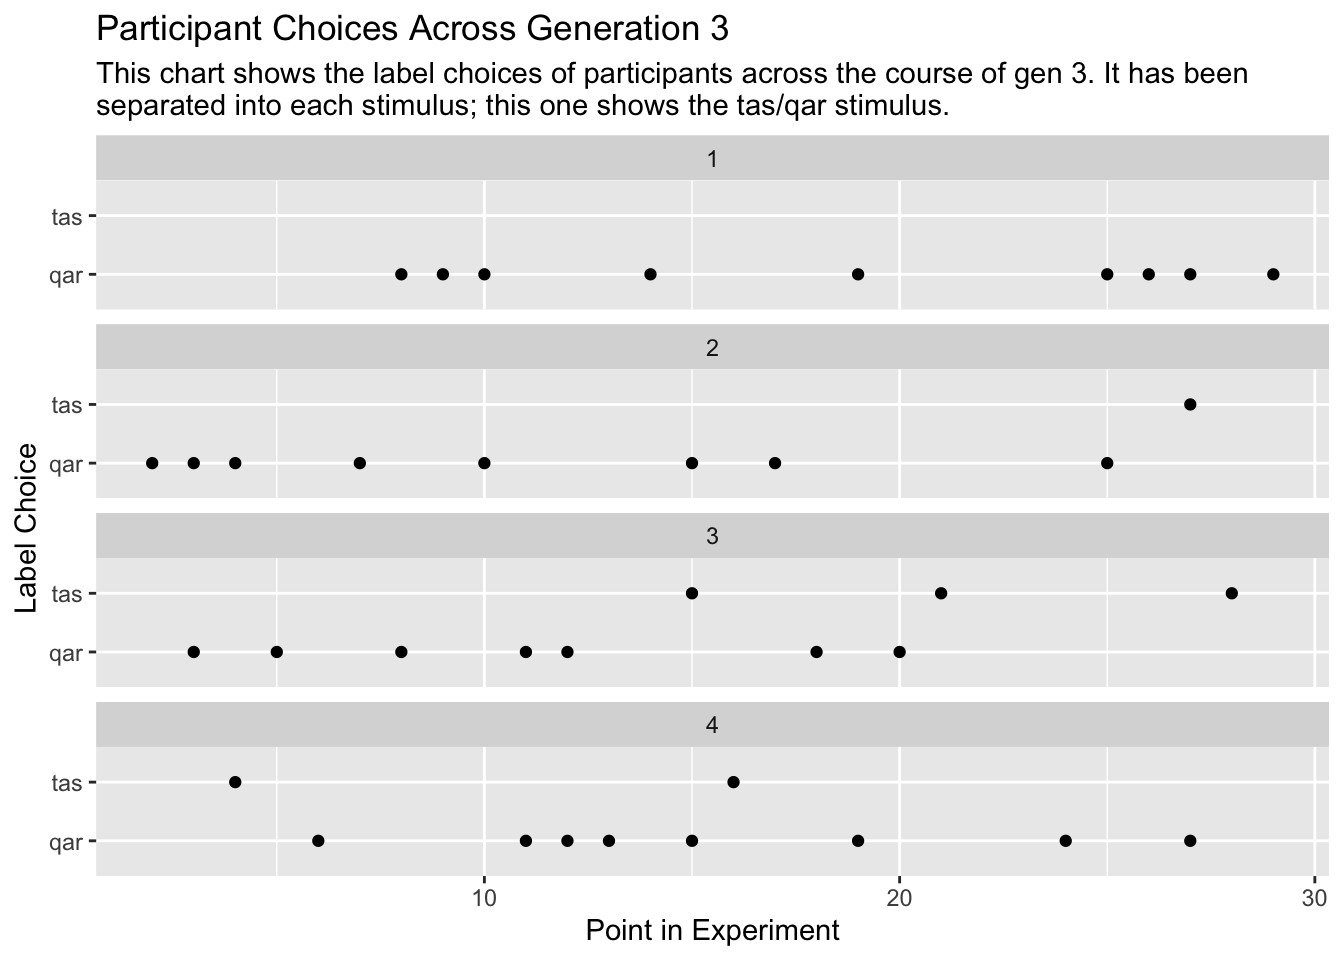 Participant Choices Across Generation 3
This chart shows the label choices of participants across the course of gen 3. It has been
separated into each stimulus; this one shows the tas/qar stimulus.
1
tas
qar
2
tas
qar
3
tas
qar
4
tas
qar
Label Choice
10
20
30
Point in Experiment